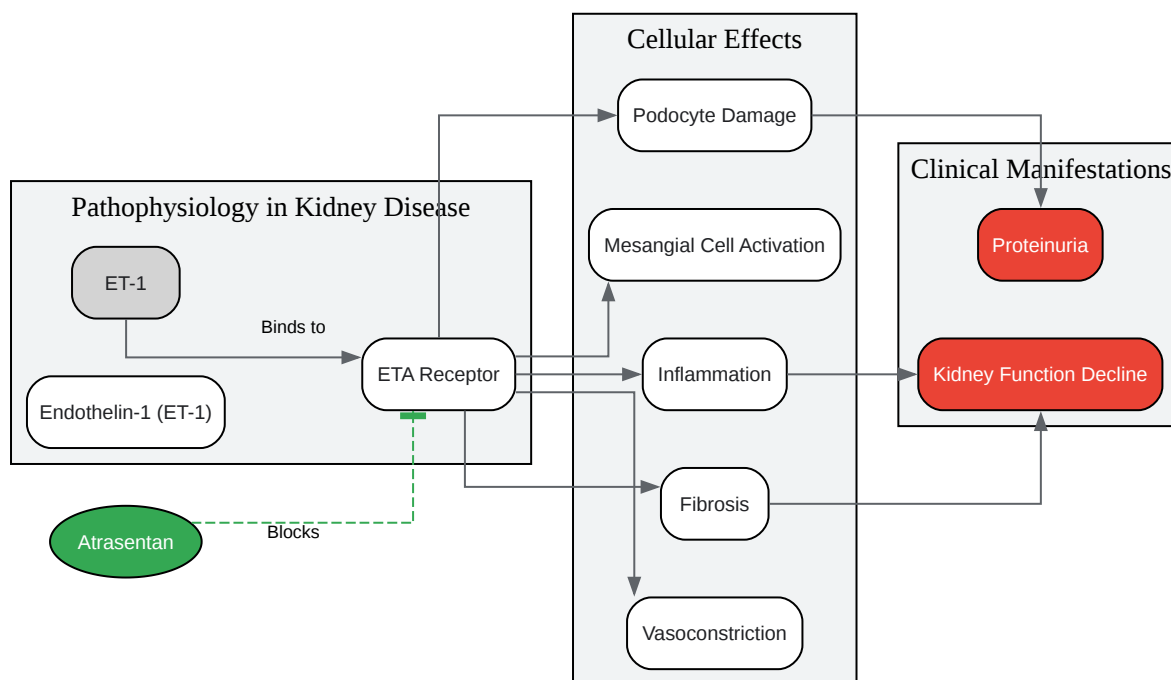 Cellular Effects
Podocyte Damage
Clinical Manifestations
Pathophysiology in Kidney Disease
Mesangial Cell Activation
Proteinuria
ET-1
Binds to
ETA Receptor
Inflammation
Kidney Function Decline
Endothelin-1 (ET-1)
Fibrosis
Atrasentan
Blocks
Vasoconstriction